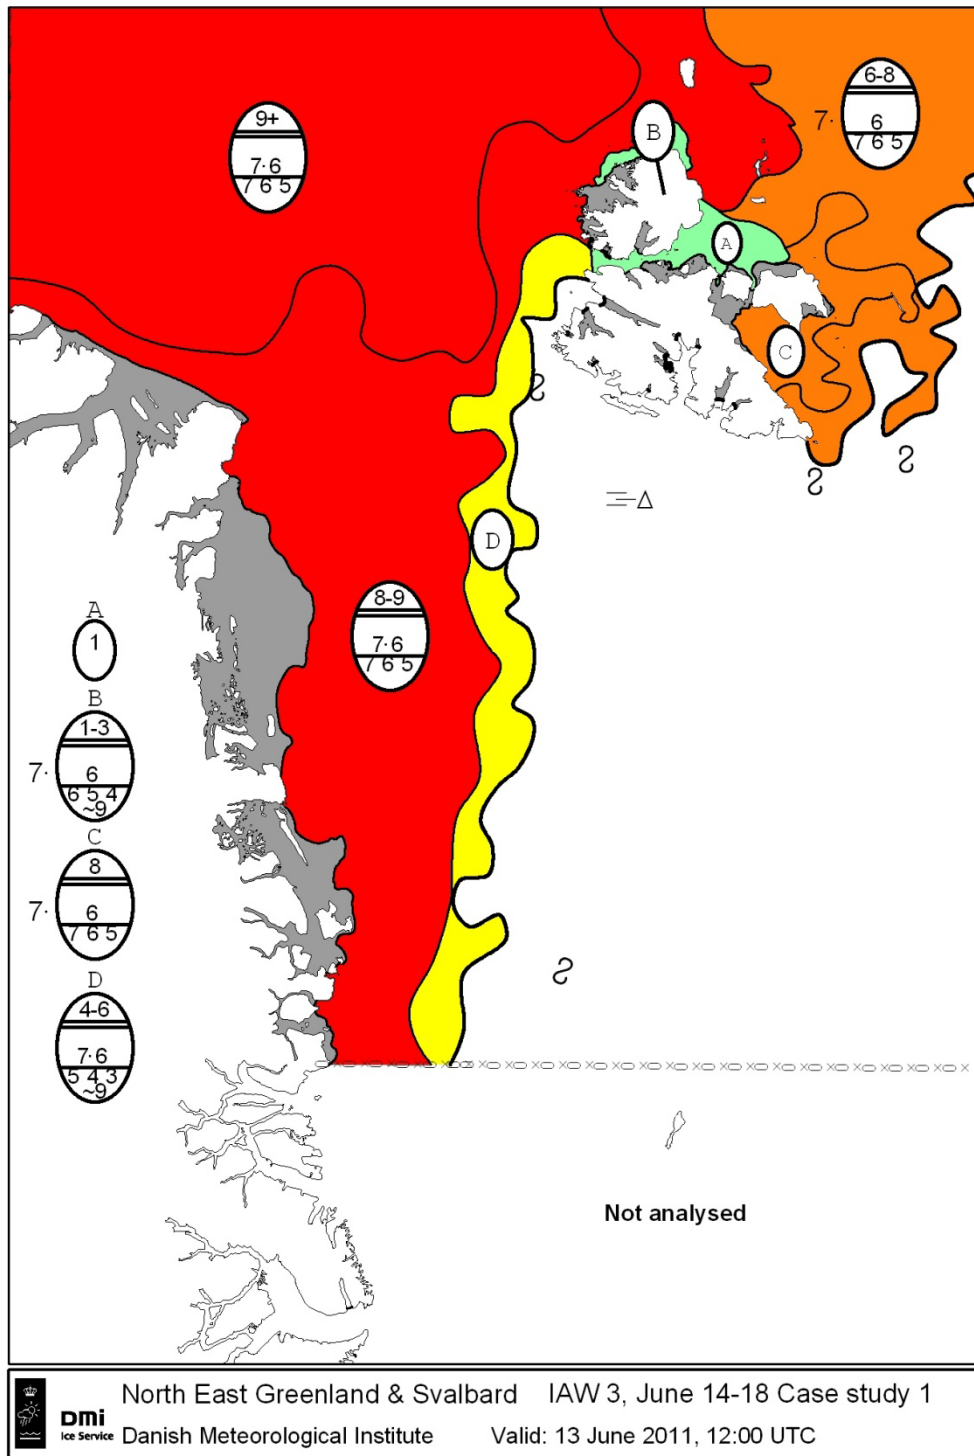 6-8
7· 6
7 6 5
9+
7·6
7 6 5
B
A
C
D
8-9
7·6
7 6 5
A
1
B
1-3
7· 6
6 5 4
~9
C
8
7· 6
7 6 5
D
4-6
7·6
5 4 3
~9
Not analysed
North East Greenland & Svalbard IAW 3, June 14-18 Case study 1
DMi
Ice Service
Danish Meteorological Institute Valid: 13 June 2011, 12:00 UTC